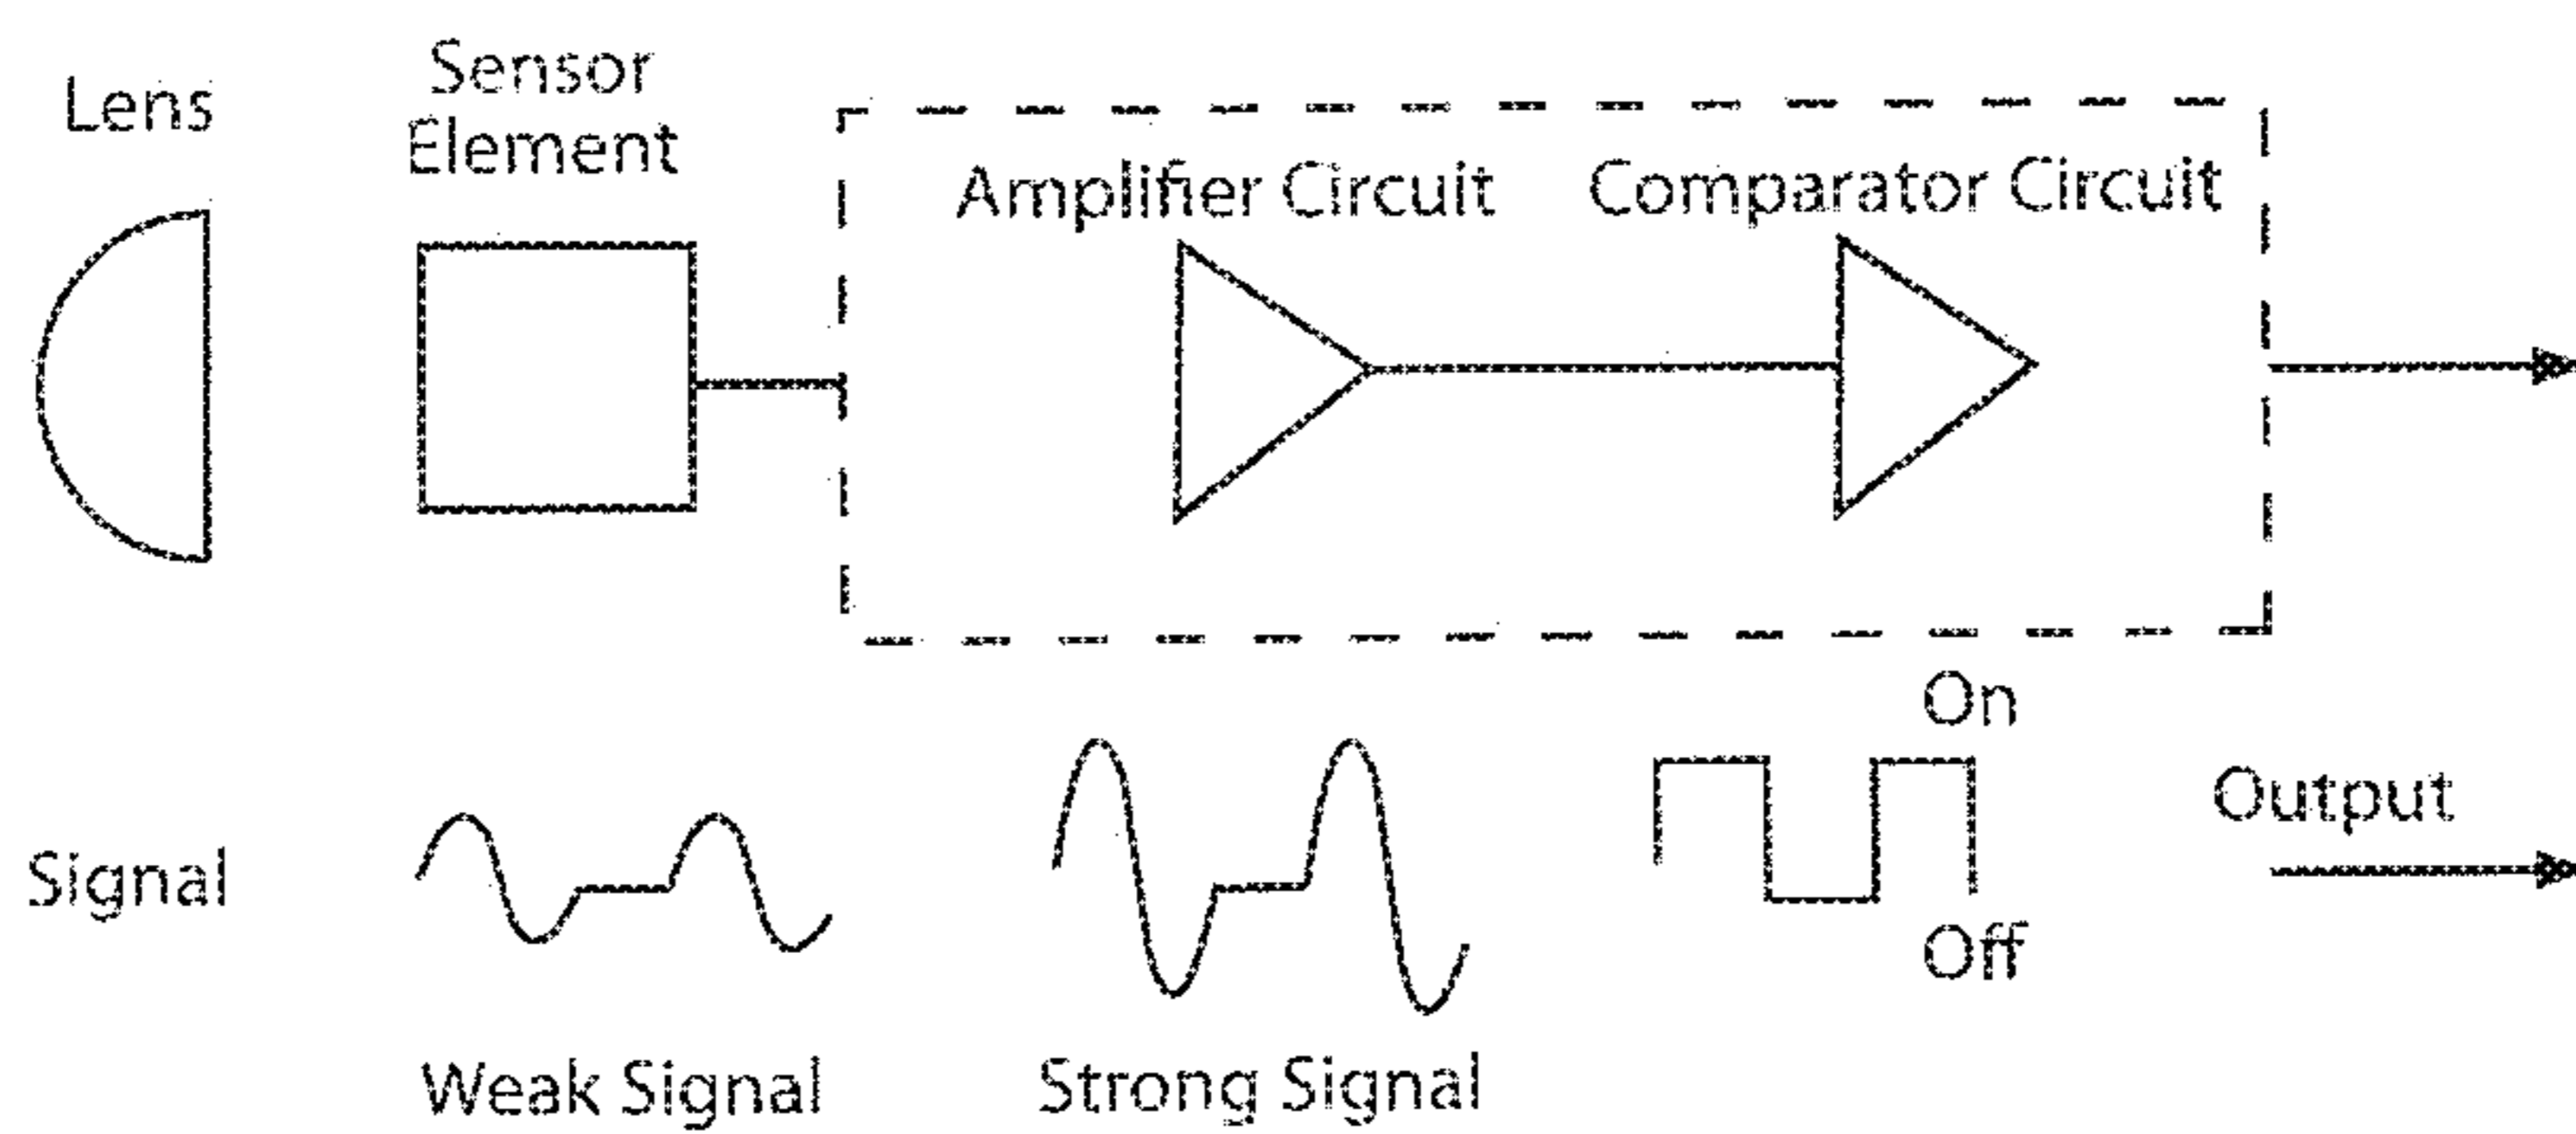 Lens
Sensor
Element
Amplifier Circuit
Comparator Circuit
On
Output
Signal
Off
Weak Signal
Strong Signal